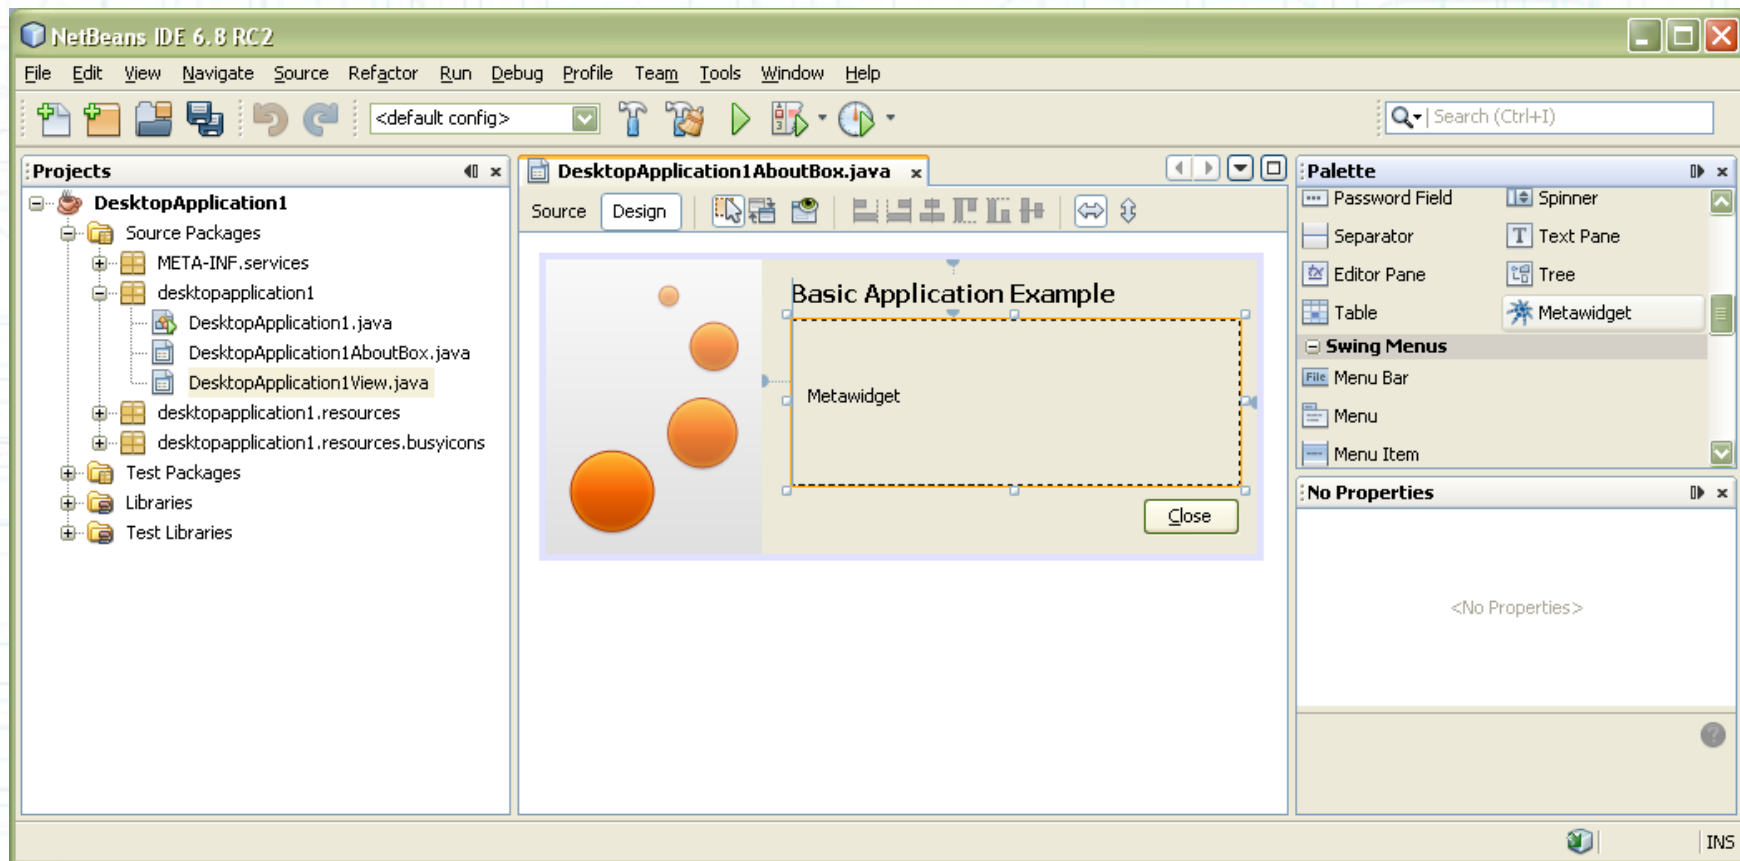 NetBeans IDE 6.8 RC2
File Edit View Navigate Source Refactor Run Debug Profile Team Tools Window Help
<default config>
Search (Ctrl+I)
Projects
DesktopApplication1
Source Packages
META-INF.services
desktopapplication1
DesktopApplication1.java
DesktopApplication1AboutBox.java
DesktopApplication1View.java
desktopapplication1.resources
desktopapplication1.resources.busyicons
Test Packages
Libraries
Test Libraries
DesktopApplication1AboutBox.java
Source Design
Basic Application Example
Metawidget
Close
Palette
Password Field Spinner
Separator Text Pane
Editor Pane Tree
Table Metawidget
Swing Menus
File Menu Bar
Menu
Menu Item
No Properties
<No Properties>
INS